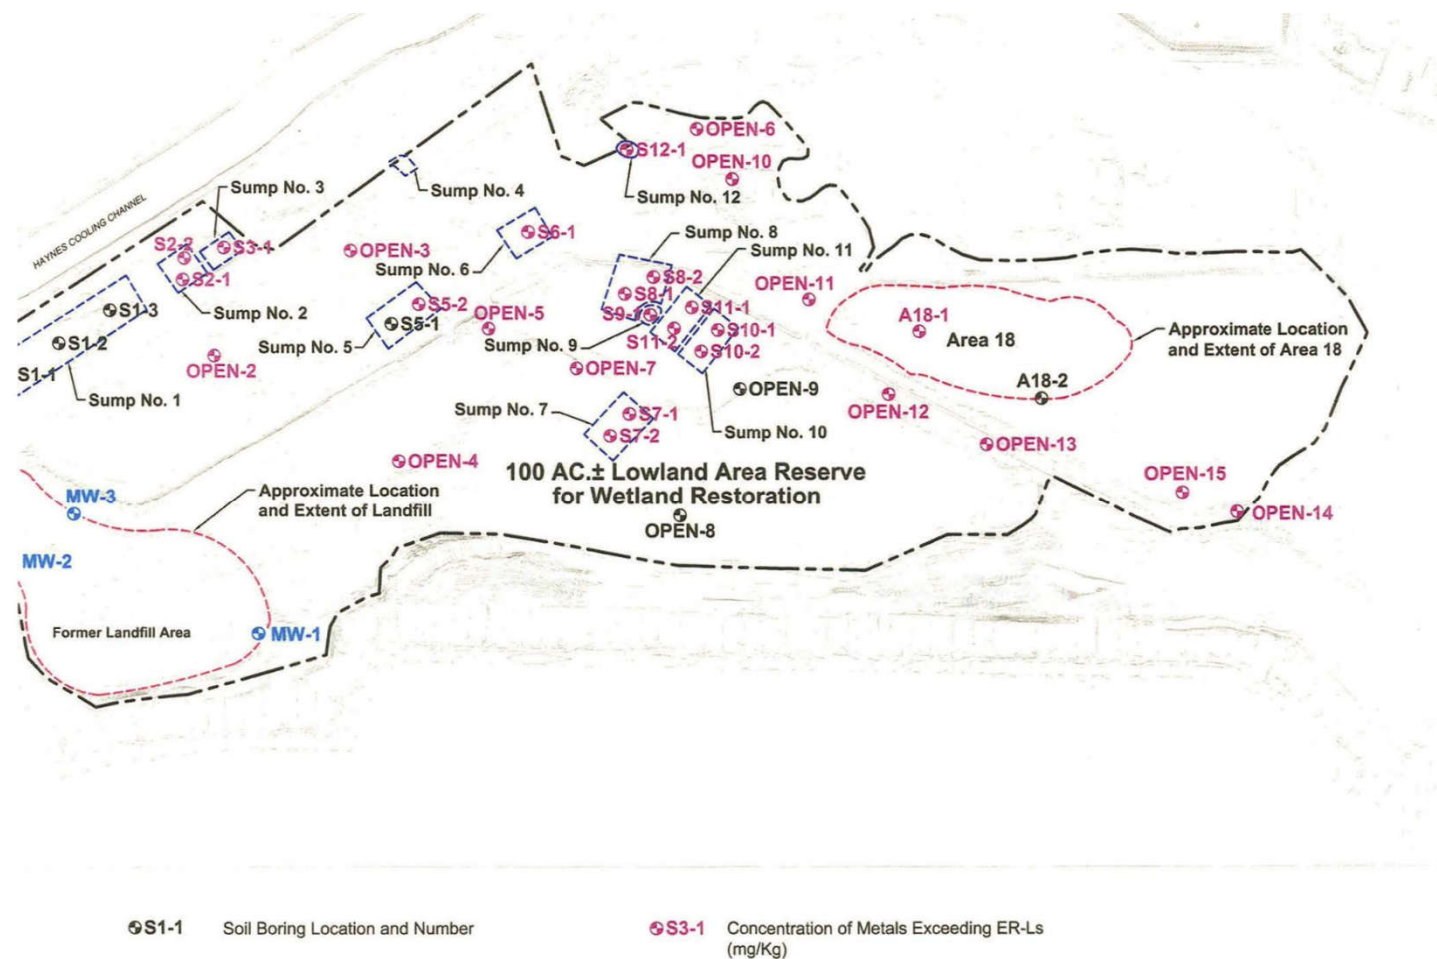 OPEN-6
S12-1
OPEN-10
Sump No. 3
Sump No. 4
Sump No. 12
HAYNES COOLING CHANNEL
S2-2
S3-1
OPEN-3
S6-1
Sump No. 8
Sump No. 11
Sump No. 6
S2-1
S8-2
S8-1
OPEN-11
S1-3
Sump No. 2
S5-2
OPEN-5
S9-1
S11-1
A18-1
Approximate Location
and Extent of Area 18
S1-2
S5-1
Sump No. 5
Sump No. 9
S11-2
S10-1
S10-2
Area 18
S1-1
OPEN-2
OPEN-7
A18-2
Sump No. 1
OPEN-9
OPEN-12
Sump No. 7
S7-1
S7-2
Sump No. 10
OPEN-13
OPEN-4
100 AC.± Lowland Area Reserve
for Wetland Restoration
OPEN-15
MW-3
Approximate Location
and Extent of Landfill
OPEN-14
OPEN-8
MW-2
Former Landfill Area
MW-1
S1-1 Soil Boring Location and Number
S3-1 Concentration of Metals Exceeding ER-Ls
(mg/Kg)